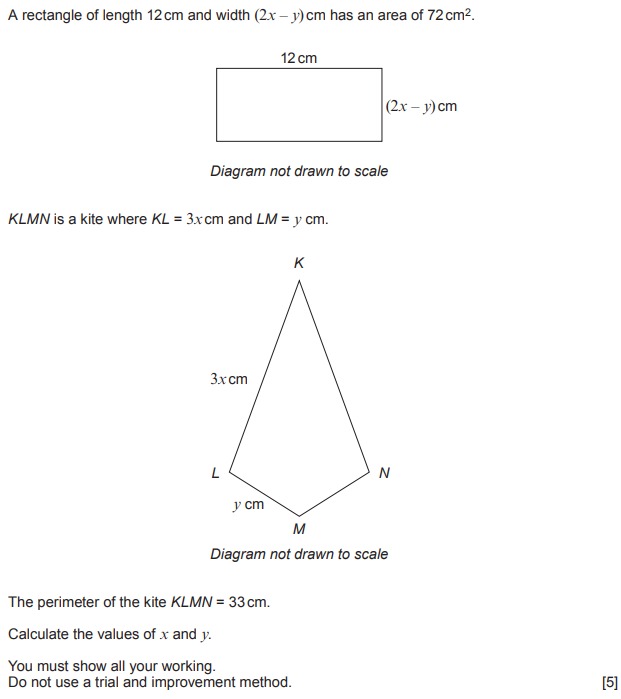 A rectangle of length 12 cm and width (2x – y) cm has an area of 72 cm².
12 cm
(2x – y) cm
Diagram not drawn to scale
KLMN is a kite where KL = 3x cm and LM = y cm.
K
3x cm
L
N
y cm
M
Diagram not drawn to scale
The perimeter of the kite KLMN = 33 cm.
Calculate the values of x and y.
You must show all your working.
Do not use a trial and improvement method.
[5]